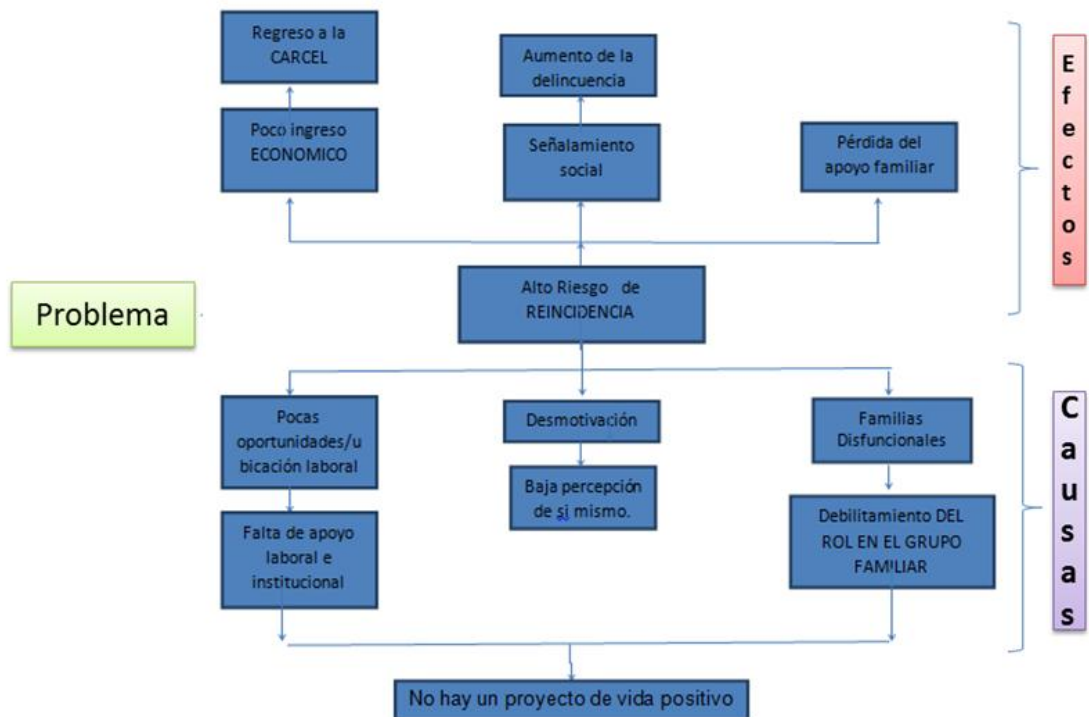 Regreso a la
CARCEL
Aumento de la
delincuencia
Poco ingreso
ECONOMICO
Señalamiento
social
Pérdida del
apoyo familiar
Efectos
Problema
Alto Riesgo de
REINCIDENCIA
Pocas
oportunidades/u
bicación laboral
Desmotivación
Familias
Disfuncionales
Baja percepción
de si mismo.
Falta de apoyo
laboral e
institucional
Debilitamiento DEL
ROL EN EL GRUPO
FAMILIAR
Causas
No hay un proyecto de vida positivo